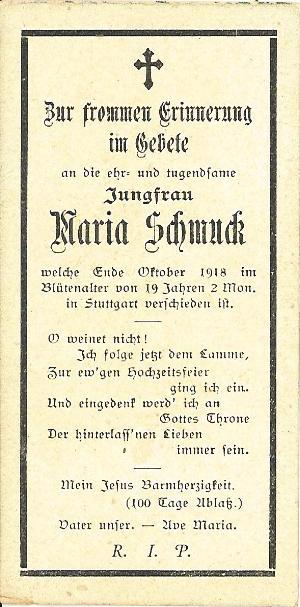 Zur frommen Erinnerung
im Gebete
an die ehr- und tugendsame
Jungfrau
Maria Schmuck
welche Ende Oktober 1918 im
Blütenalter von 19 Jahren 2 Mon.
in Stuttgart verschieden ist.
O weinet nicht!
Ich folge jetzt dem Lamme,
Zur ew'gen Hochzeitsfeier
ging ich ein.
Und eingedenk werd' ich an
Gottes Throne
Der hinterlass'nen Lieben
immer sein.
Mein Jesus Barmherzigkeit.
(100 Tage Ablaß.)
Vater unser. — Ave Maria.
R. I. P.